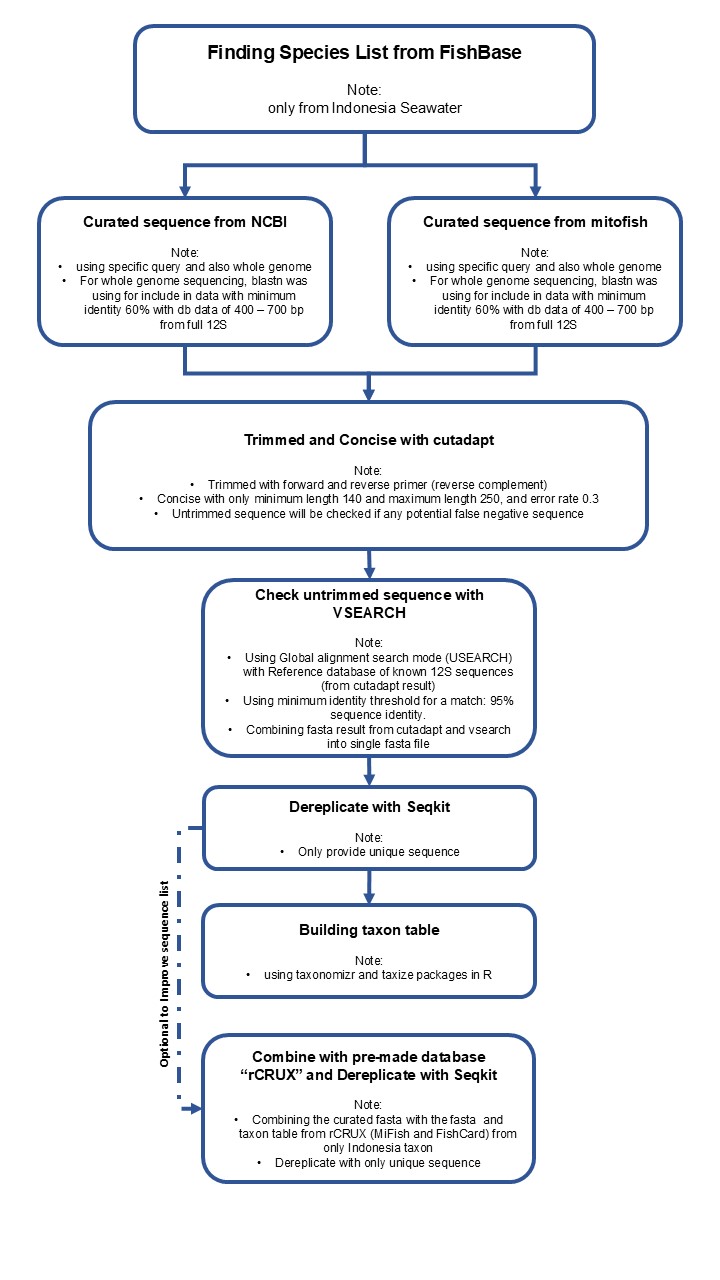 Finding Species List from FishBase
Note:
only from Indonesia Seawater
Curated sequence from NCBI
Note:
• using specific query and also whole genome
• For whole genome sequencing, blastn was
using for include in data with minimum
identity 60% with db data of 400 – 700 bp
from full 12S
Curated sequence from mitofish
Note:
• using specific query and also whole genome
• For whole genome sequencing, blastn was
using for include in data with minimum
identity 60% with db data of 400 – 700 bp
from full 12S
Trimmed and Concise with cutadapt
Note:
• Trimmed with forward and reverse primer (reverse complement)
• Concise with only minimum length 140 and maximum length 250, and error rate 0.3
• Untrimmed sequence will be checked if any potential false negative sequence
Check untrimmed sequence with
VSEARCH
Note:
• Using Global alignment search mode (USEARCH)
with Reference database of known 12S sequences
(from cutadapt result)
• Using minimum identity threshold for a match: 95%
sequence identity.
• Combining fasta result from cutadapt and vsearch
into single fasta file
Dereplicate with Seqkit
Note:
• Only provide unique sequence
Optional to Improve sequence list
Building taxon table
Note:
• using taxonomizr and taxize packages in R
Combine with pre-made database
“rCRUX” and Dereplicate with Seqkit
Note:
• Combining the curated fasta with the fasta and
taxon table from rCRUX (MiFish and FishCard) from
only Indonesia taxon
• Dereplicate with only unique sequence